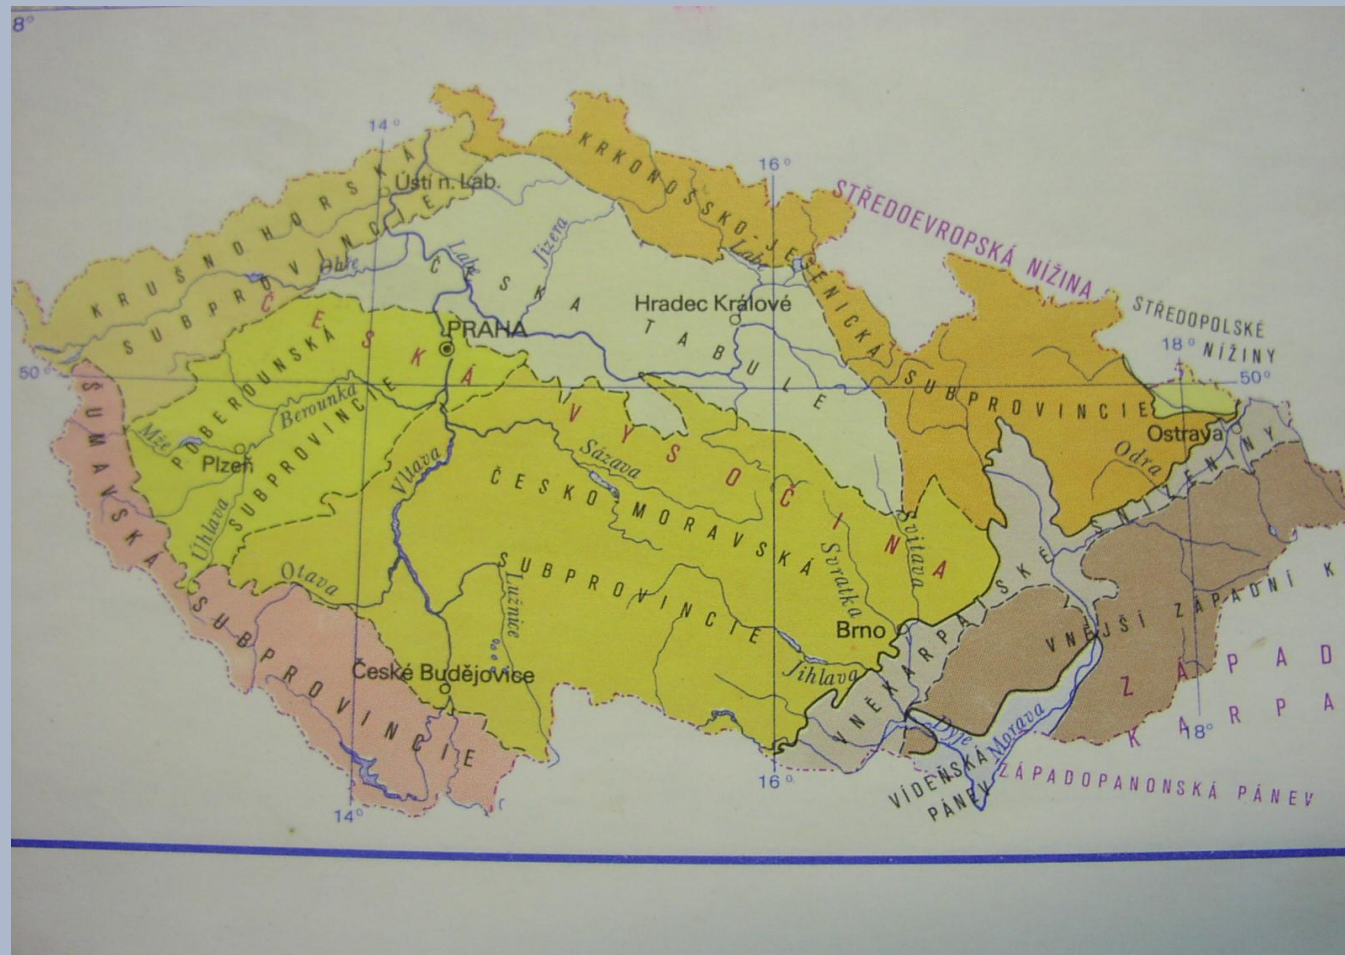 8°
14°
16°
KRUŠNOHORSKÁ
SUBPROVINCIE
Ústí n. Lab.
KRKONOŠSKO-JESENICKÁ
SUBPROVINCIE
STŘEDOEVROPSKÁ NÍŽINA
STŘEDOPOLSKÉ
NÍŽINY
18°
50°
50°
Ohře
Labe
Jizera
Labe
ČESKÁ TABULE
Hradec Králové
PRAHA
ČESKÁ
VYSOČINA
POBEROUNSKÁ
SUBPROVINCIE
Berounka
Mže
Plzeň
Úhlava
Vltava
Sázava
ČESKOMORAVSKÁ
SUBPROVINCIE
Ostrava
Odra
ŠUMAVSKÁ
SUBPROVINCIE
Otava
Lužnice
Svratka
Svitava
Brno
Jihlava
České Budějovice
VNĚKARPATSKÉ
SNÍŽENINY
VNĚJŠÍ ZÁPADNÍ K
ZÁPAD
KARPA
Dyje
Morava
VÍDEŇSKÁ
PÁNEV
ZÁPADOPANONSKÁ PÁNEV
14°
16°
18°